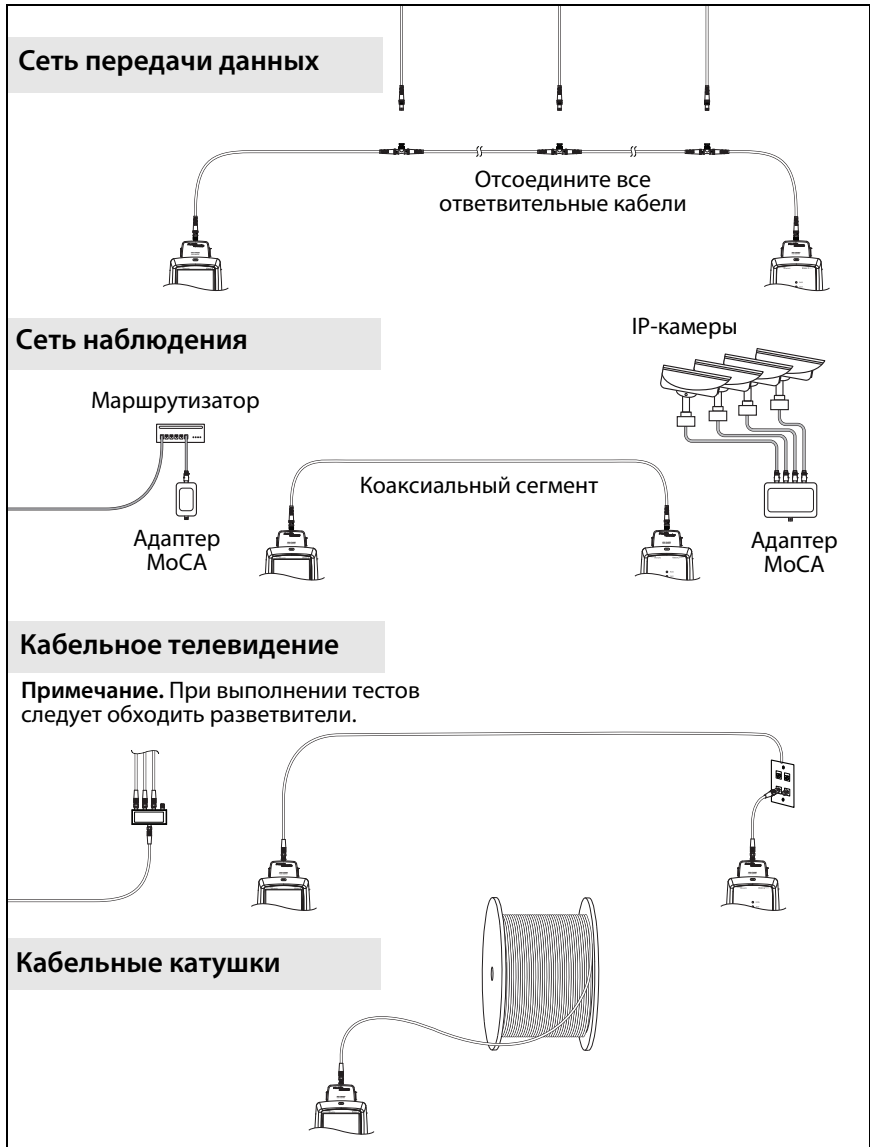 Сеть передачи данных
Отсоедините все
ответвительные кабели
Сеть наблюдения
IP-камеры
Маршрутизатор
Коаксиальный сегмент
Адаптер
MoCA
Адаптер
MoCA
Кабельное телевидение
Примечание. При выполнении тестов
следует обходить разветвители.
Кабельные катушки